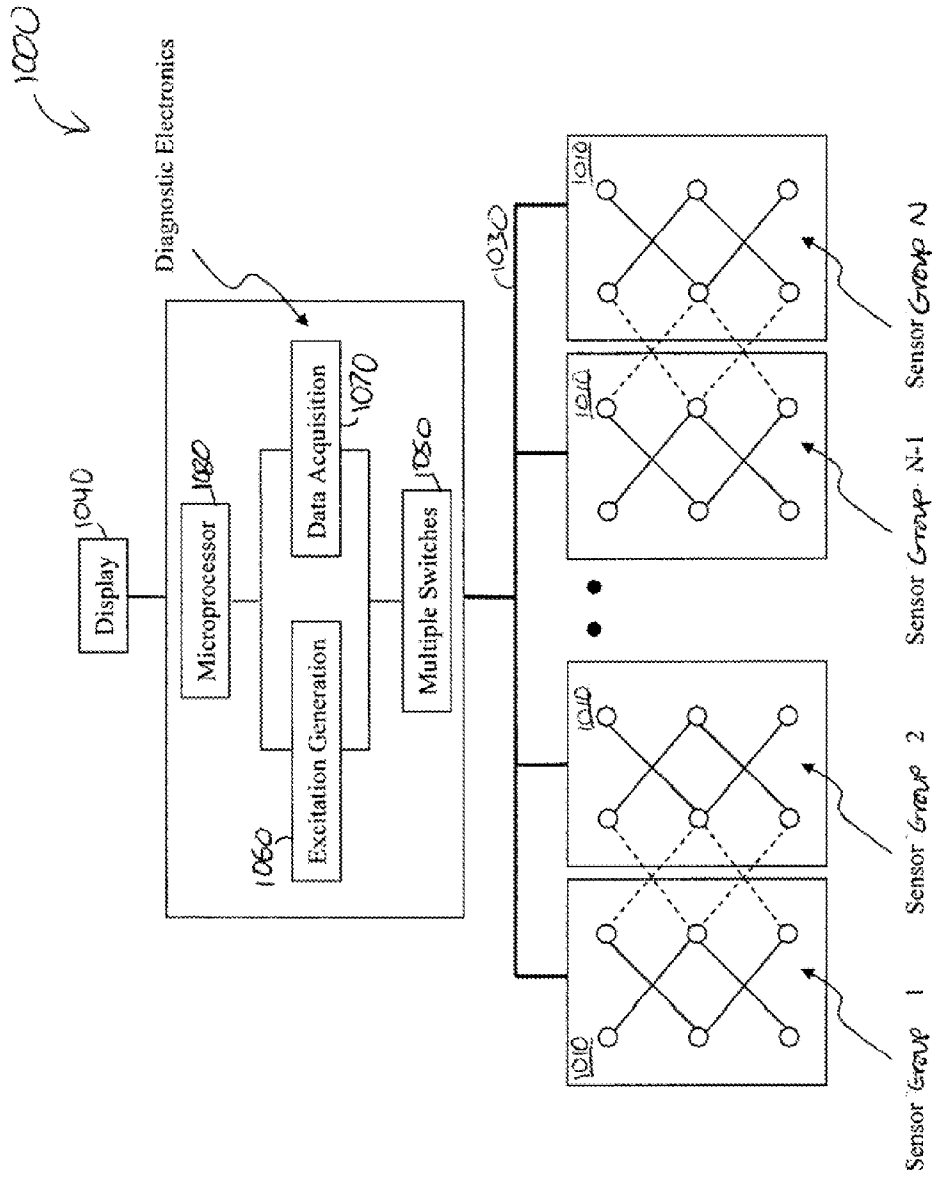 1000
Display
1040
Microprocessor
1080
Diagnostic Electronics
1060
Excitation Generation
Data Acquisition
1070
Multiple Switches
1050
1030
1010
1010
1010
1010
Sensor Group 1
Sensor Group 2
Sensor Group N-1
Sensor Group N